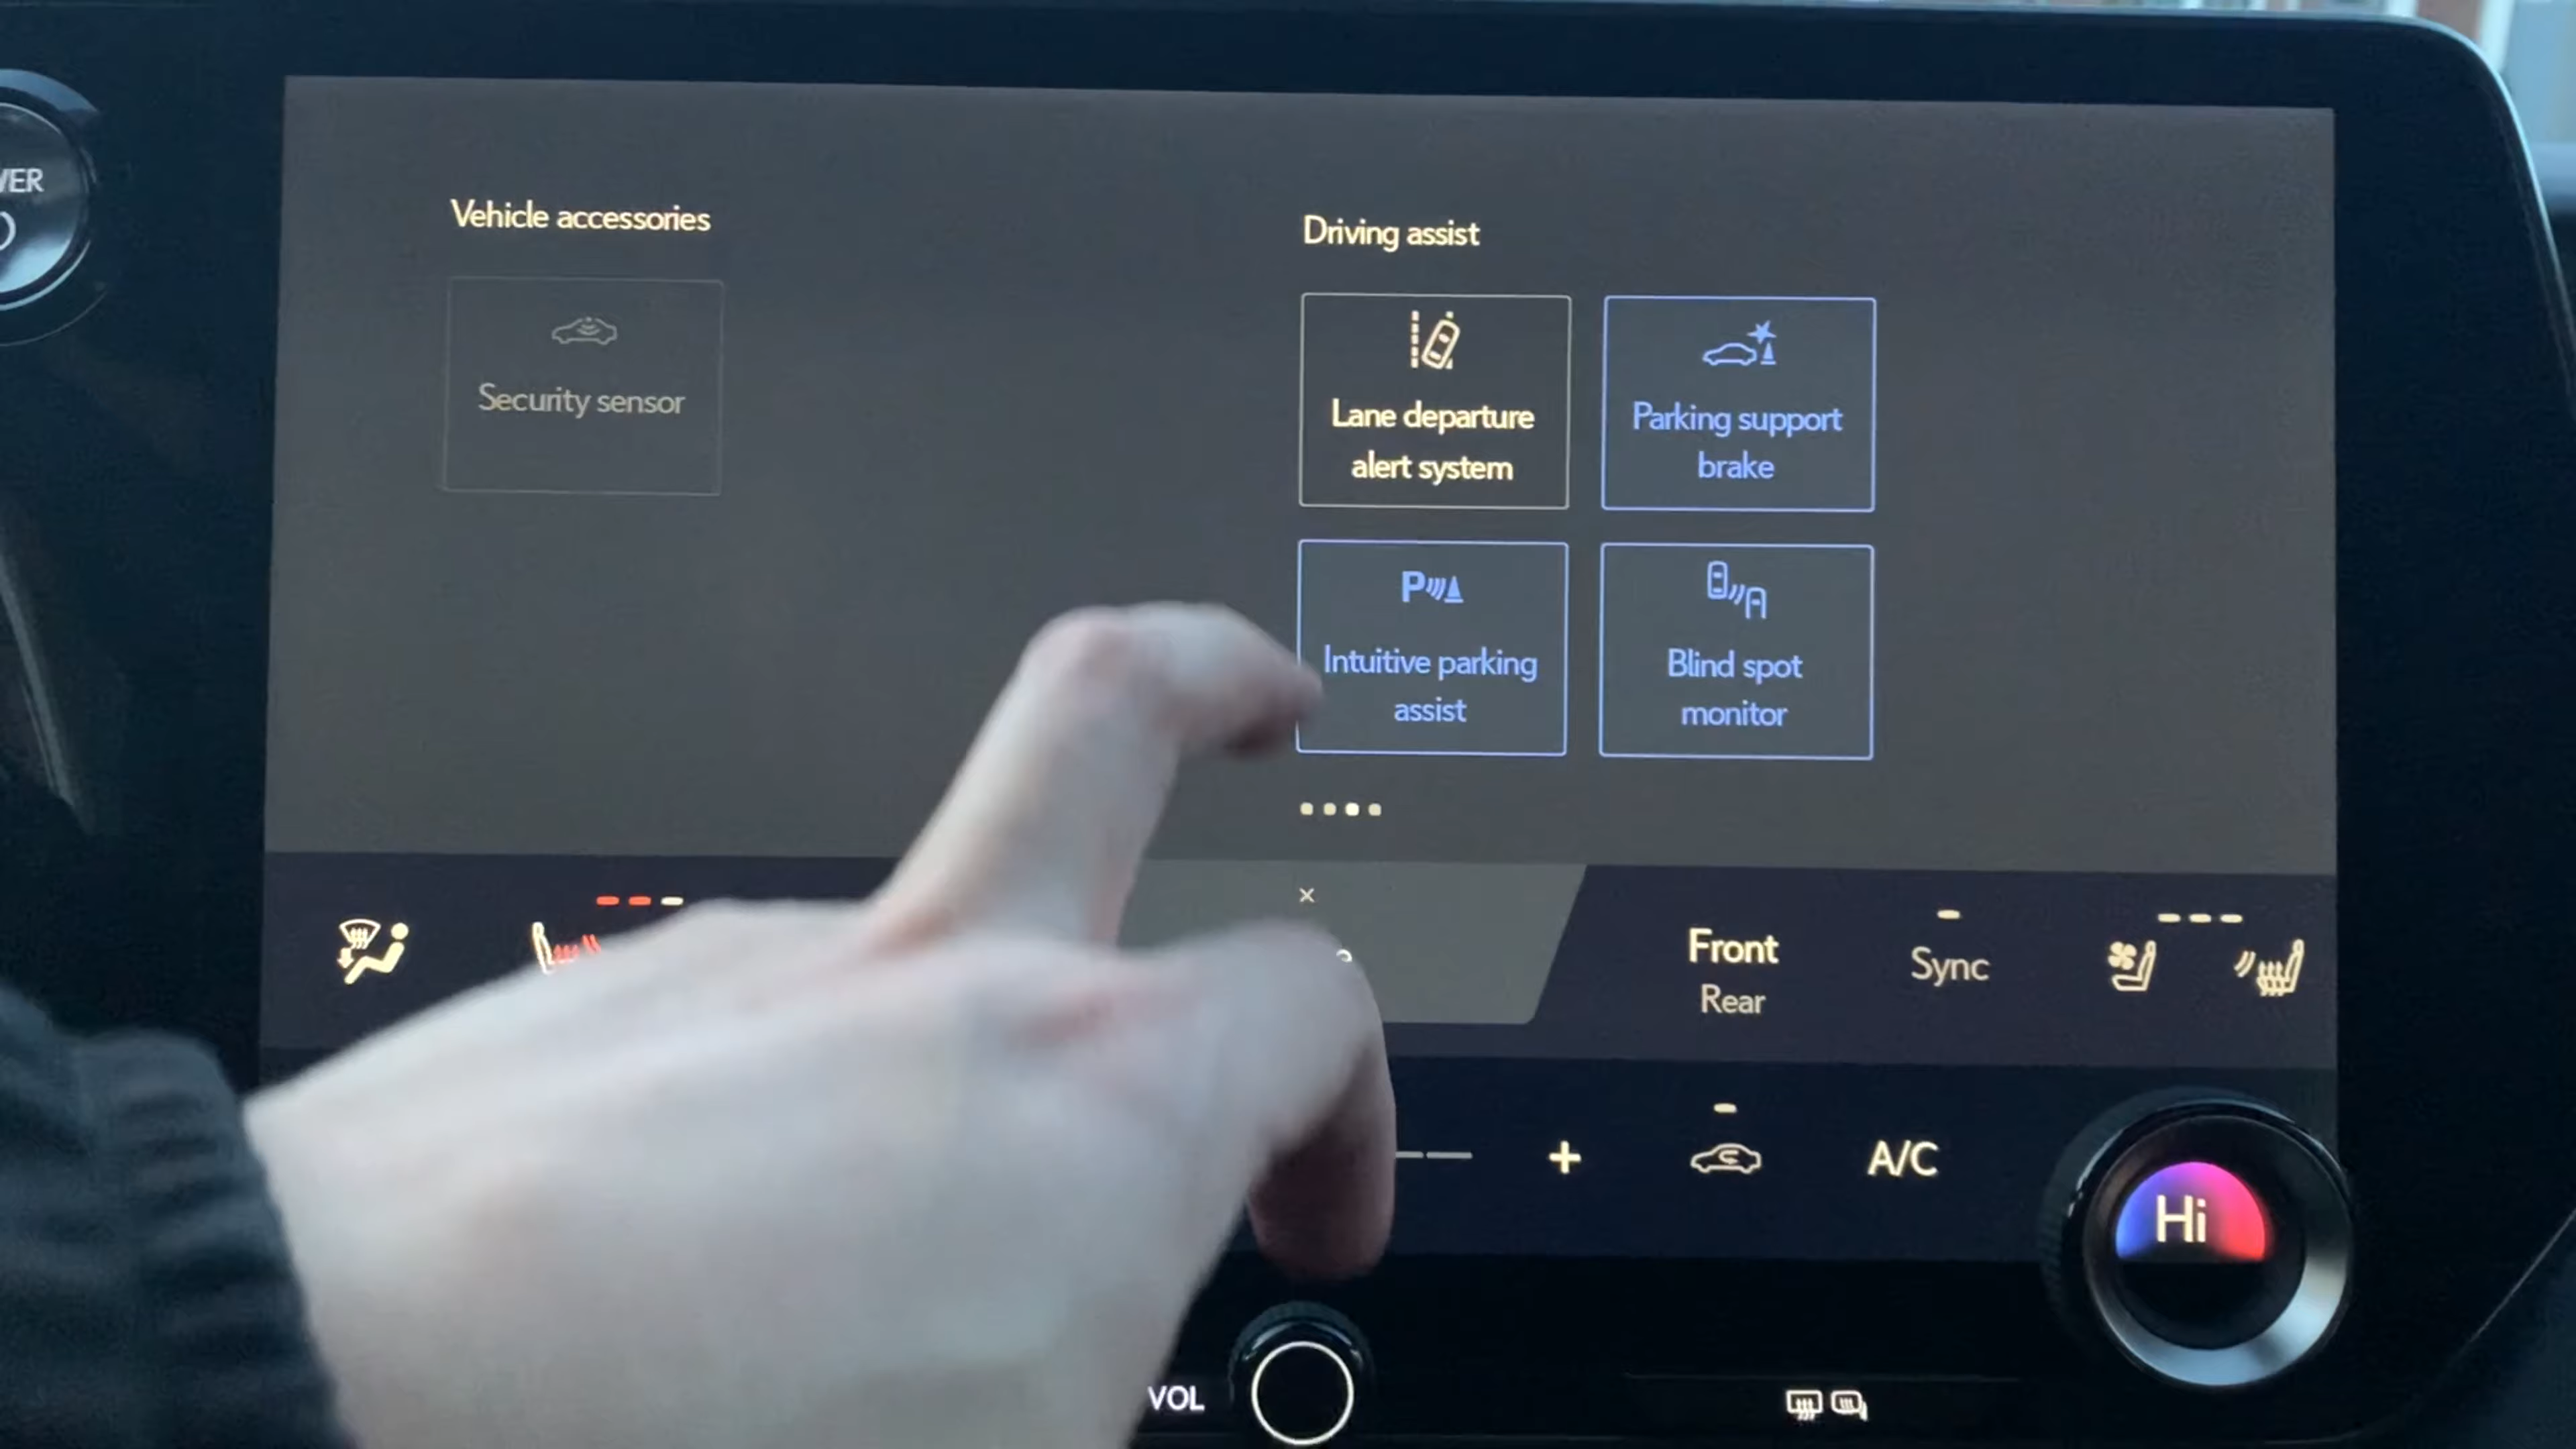 Vehicle accessories
Driving assist
Security sensor
Lane departure
alert system
Parking support
brake
P
Intuitive parking
assist
Blind spot
monitor
Front
Rear
Sync
A/C
Hi
VOL